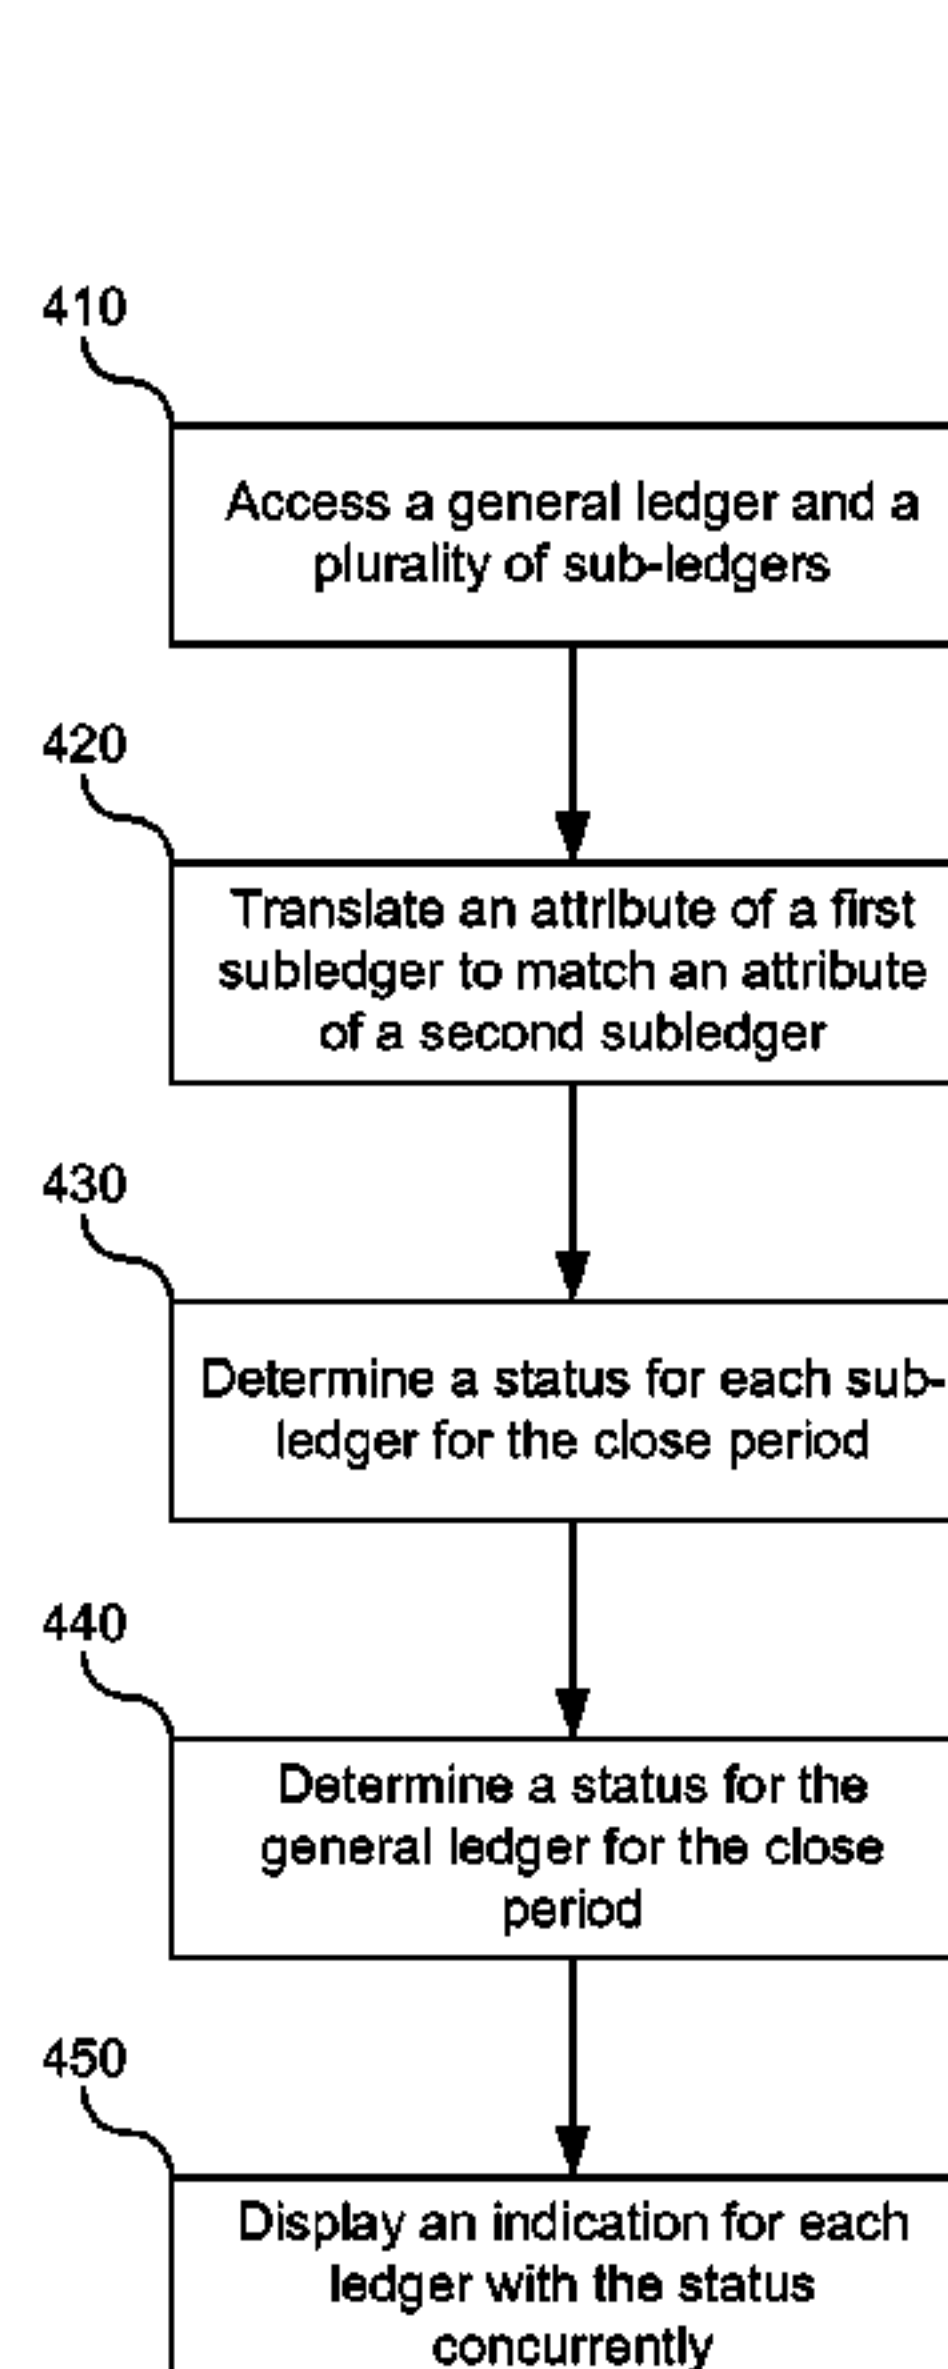 410
Access a general ledger and a
plurality of sub-ledgers
420
Translate an attribute of a first
subledger to match an attribute
of a second subledger
430
Determine a status for each sub-
ledger for the close period
440
Determine a status for the
general ledger for the close
period
450
Display an indication for each
ledger with the status
concurrently